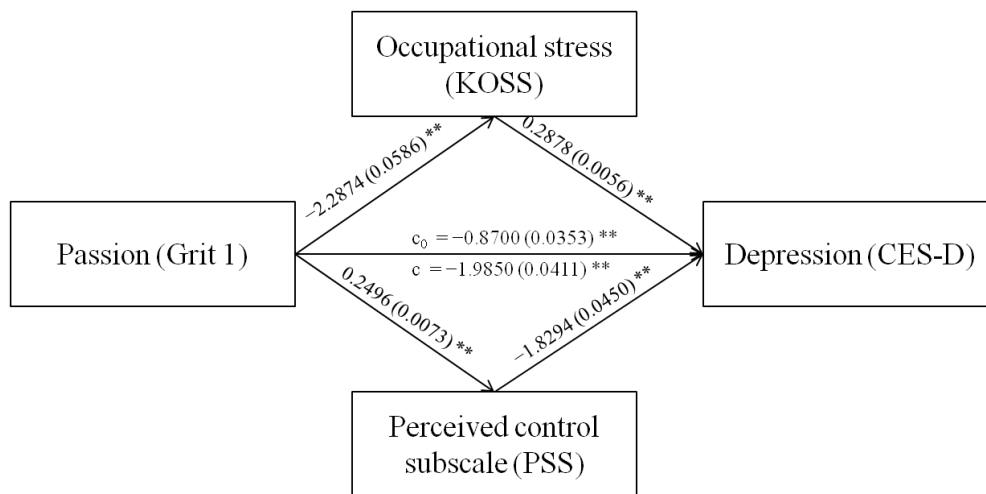 Occupational stress
(KOSS)
−2.2874 (0.0586) **
0.2878 (0.0056) **
Passion (Grit 1)
c₀ = −0.8700 (0.0353) **
c = −1.9850 (0.0411) **
Depression (CES-D)
0.2496 (0.0073) **
−1.8294 (0.0450) **
Perceived control
subscale (PSS)